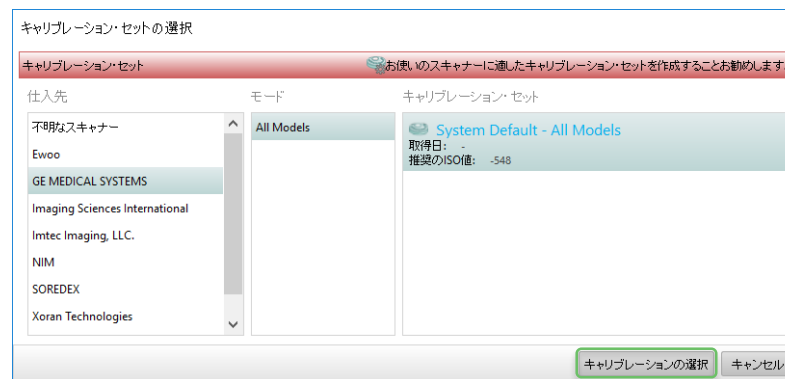 キャリブレーション・セットの選択
キャリブレーション・セット
お使いのスキャナーに適したキャリブレーション・セットを作成することお勧めします
仕入先
モード
キャリブレーション・セット
不明なスキャナー
Ewoo
GE MEDICAL SYSTEMS
Imaging Sciences International
Imtec Imaging, LLC.
NIM
SOREDEX
Xoran Technologies
All Models
System Default - All Models
取得日: -
推奨のISO値: -548
キャリブレーションの選択
キャンセル